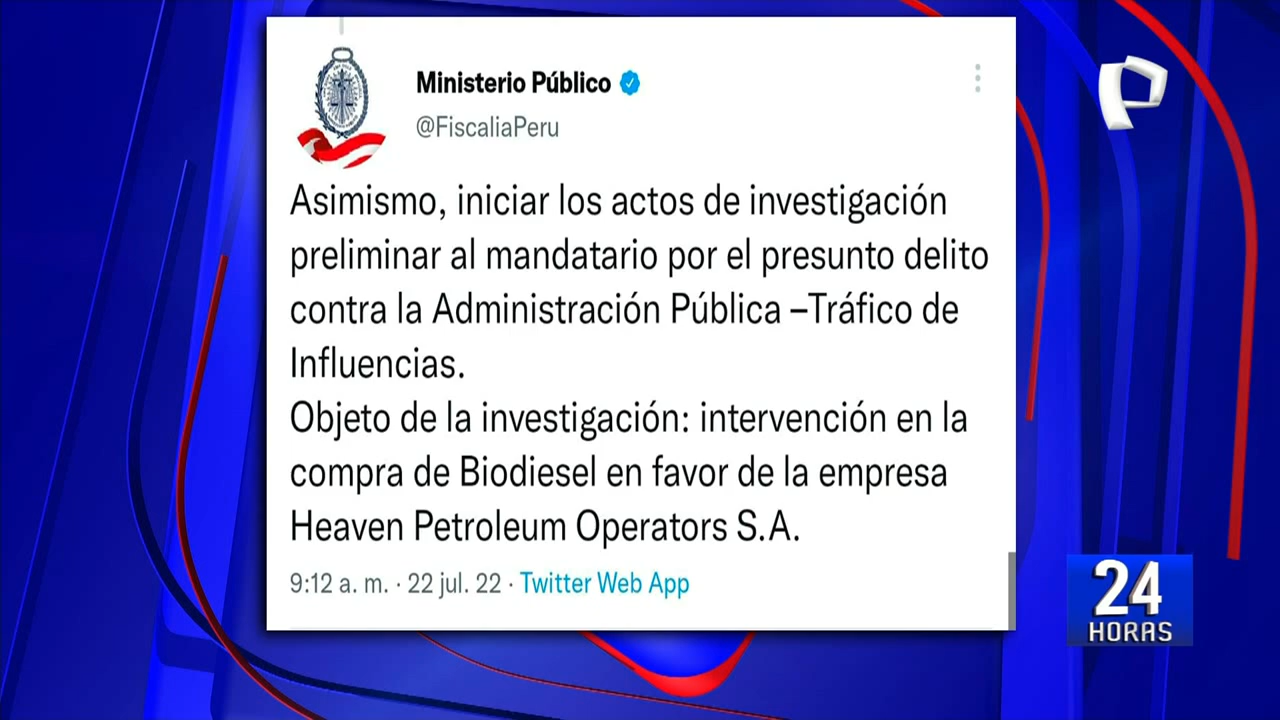 Ministerio Público
@FiscaliaPeru
Asimismo, iniciar los actos de investigación
preliminar al mandatario por el presunto delito
contra la Administración Pública –Tráfico de
Influencias.
Objeto de la investigación: intervención en la
compra de Biodiesel en favor de la empresa
Heaven Petroleum Operators S.A.
9:12 a. m. · 22 jul. 22 · Twitter Web App
P
24
HORAS